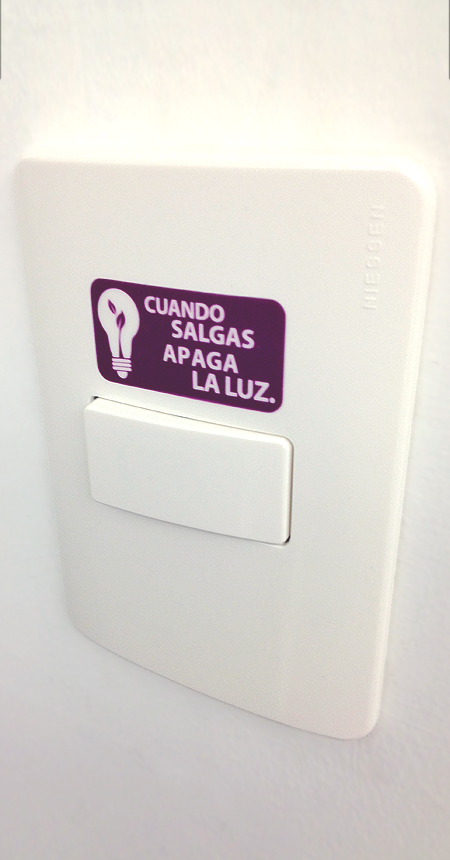 CUANDO
SALGAS
APAGA
LA LUZ.
NIESSEN